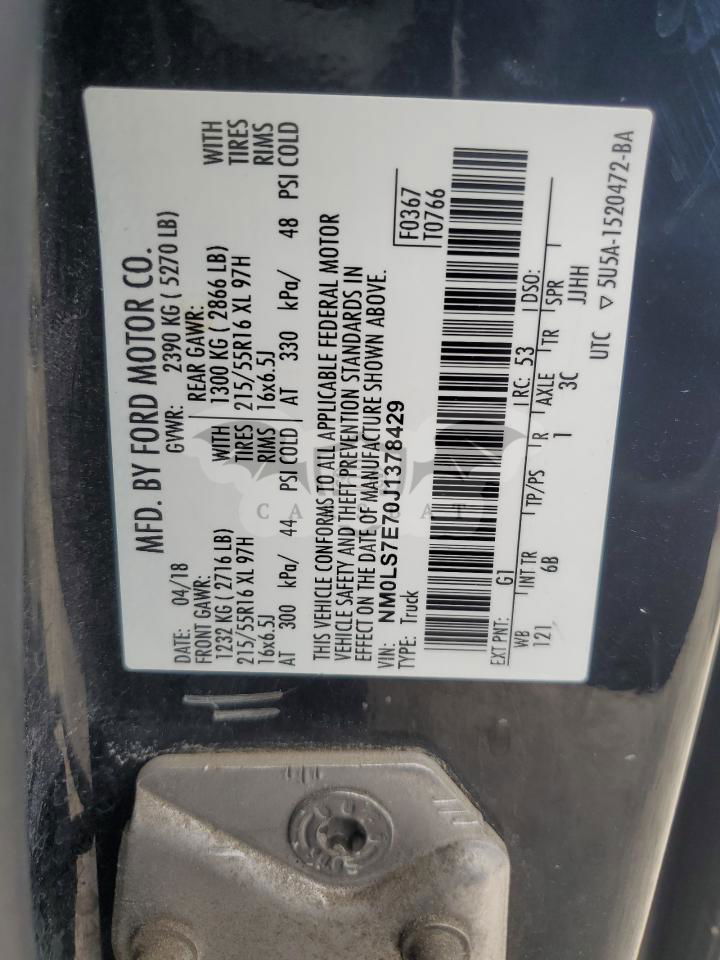 MFD. BY FORD MOTOR CO.
DATE: 04/18 GVWR: 2390 KG ( 5270 LB)
FRONT GAWR: REAR GAWR:
1232 KG ( 2716 LB) WITH 1300 KG ( 2866 LB) WITH
215/55R16 XL 97H TIRES 215/55R16 XL 97H TIRES
16x6.5J RIMS 16x6.5J RIMS
AT 300 kPa/ 44 PSI COLD AT 330 kPa/ 48 PSI COLD
THIS VEHICLE CONFORMS TO ALL APPLICABLE FEDERAL MOTOR
VEHICLE SAFETY AND THEFT PREVENTION STANDARDS IN
EFFECT ON THE DATE OF MANUFACTURE SHOWN ABOVE.
VIN: NM0LS7E70J1378429
TYPE: Truck
F0367
T0766
EXT PNT: G1 RC: 53 DSO:
WB INT TR TP/PS R AXLE TR SPR
121 6B 1 3C JJHH
UTC ▽ 5U5A-1520472-BA